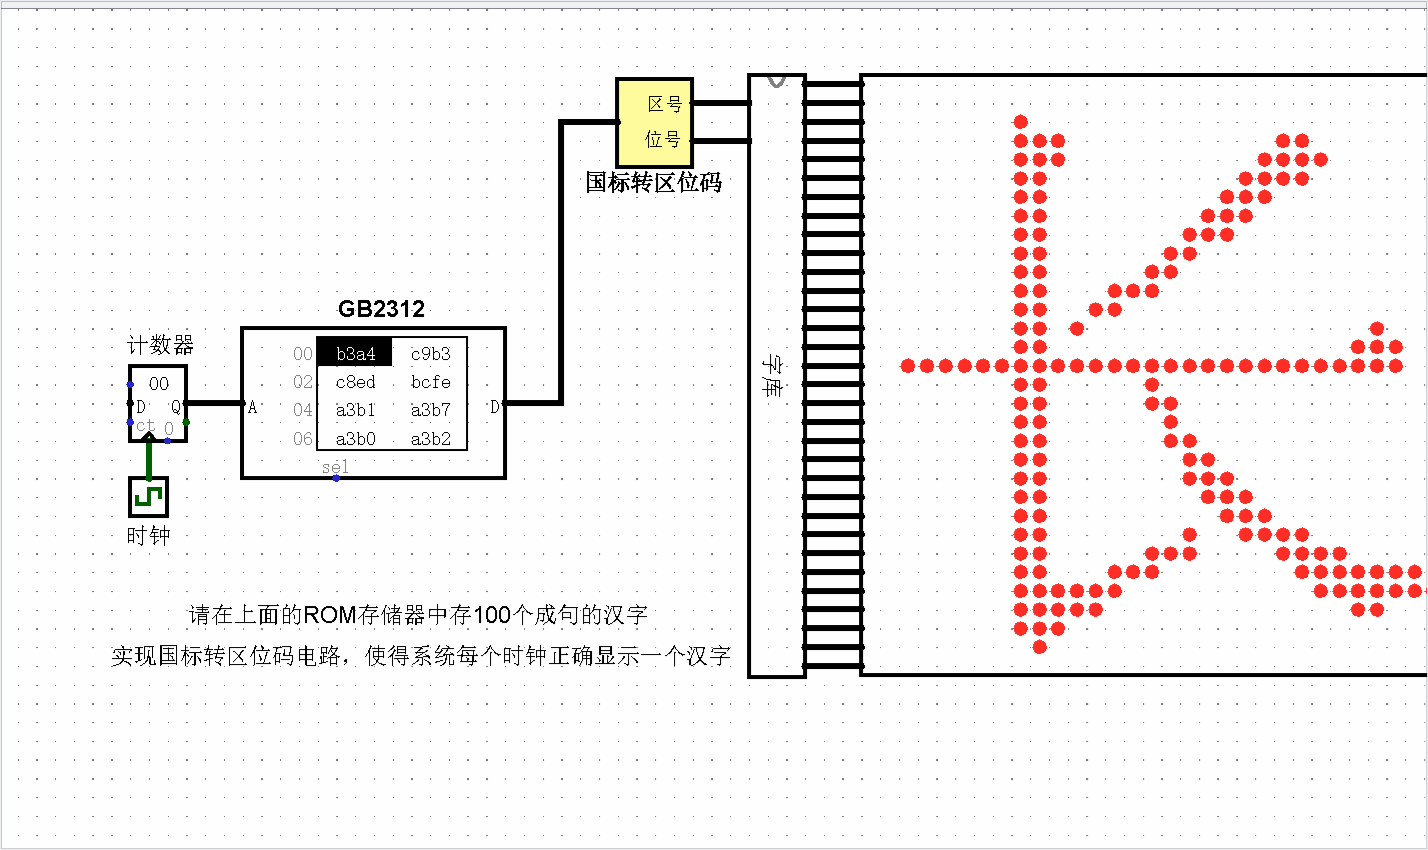 区号
位号
国标转区位码
GB2312
计数器
00
D Q
ct 0
时钟
A
00 b3a4 c9b3
02 c8ed bcfe
04 a3b1 a3b7
06 a3b0 a3b2
D
sel
字库
请在上面的ROM存储器中存100个成句的汉字
实现国标转区位码电路，使得系统每个时钟正确显示一个汉字
长